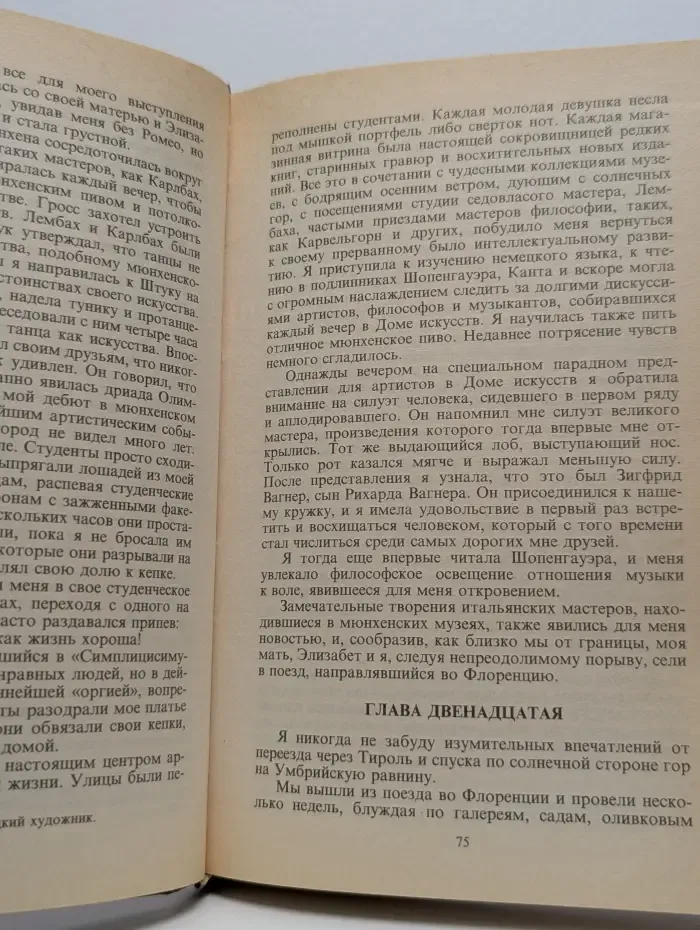 все для моего выступления
со своей матерью и Элиза-
увидав меня без Ромео, но
и стала грустной.
сосредоточилась вокруг
таких мастеров, как Карлбах,
каждый вечер, чтобы
пивом и потолко-
Гросс захотел устроить
Лембах и Карлбах были
утверждал, что танцы не
подобному мюнхенско-
я направилась к Штуку на
своего искусства.
надела тунику и протанце-
с ним четыре часа
танца как искусства. Впос-
своим друзьям, что никог-
удивлен. Он говорил, что
явилась дриада Олим-
мой дебют в мюнхенском
артистическим собы-
город не видел много лет.
Студенты просто сходи-
выпрягали лошадей из моей
распевая студенческие
с зажженными факе-
часов они проста-
пока я не бросала им
которые они разрывали на
свою долю к кепке.
меня в свое студенческое
переходя с одного на
часто раздавался припев:
как жизнь хороша!
в «Симплицисиму-
людей, но в дей-
«оргией», вопре-
разодрали мое платье
они обвязали свои кепки,
домой.
настоящим центром ар-
жизни. Улицы были пе-
художник.
реполнены студентами. Каждая молодая девушка несла
под мышкой портфель либо сверток нот. Каждая мага-
зинная витрина была настоящей сокровищницей редких
книг, старинных гравюр и восхитительных новых изда-
ний. Все это в сочетании с чудесными коллекциями музе-
ев, с бодрящим осенним ветром, дующим с солнечных
гор, с посещениями студии седовласого мастера, Лем-
баха, частыми приездами мастеров философии, таких,
как Карвельгорн и других, побудило меня вернуться
к своему прерванному было интеллектуальному разви-
тию. Я приступила к изучению немецкого языка, к чте-
нию в подлинниках Шопенгауэра, Канта и вскоре могла
с огромным наслаждением следить за долгими дискусси-
ями артистов, философов и музыкантов, собиравшихся
каждый вечер в Доме искусств. Я научилась также пить
отличное мюнхенское пиво. Недавнее потрясение чувств
немного сгладилось.
Однажды вечером на специальном парадном пред-
ставлении для артистов в Доме искусств я обратила
внимание на силуэт человека, сидевшего в первом ряду
и аплодировавшего. Он напомнил мне силуэт великого
мастера, произведения которого тогда впервые мне от-
крылись. Тот же выдающийся лоб, выступающий нос.
Только рот казался мягче и выражал меньшую силу.
После представления я узнала, что это был Зигфрид
Вагнер, сын Рихарда Вагнера. Он присоединился к наше-
му кружку, и я имела удовольствие в первый раз встре-
тить и восхищаться человеком, который с того времени
стал числиться среди самых дорогих мне друзей.
Я тогда еще впервые читала Шопенгауэра, и меня
увлекало философское освещение отношения музыки
к воле, явившееся для меня откровением.
Замечательные творения итальянских мастеров, нахо-
дившиеся в мюнхенских музеях, также явились для меня
новостью, и, сообразив, как близко мы от границы, моя
мать, Элизабет и я, следуя непреодолимому порыву, сели
в поезд, направлявшийся во Флоренцию.
ГЛАВА ДВЕНАДЦАТАЯ
Я никогда не забуду изумительных впечатлений от
переезда через Тироль и спуска по солнечной стороне гор
на Умбрийскую равнину.
Мы вышли из поезда во Флоренции и провели неско-
лько недель, блуждая по галереям, садам, оливковым
75